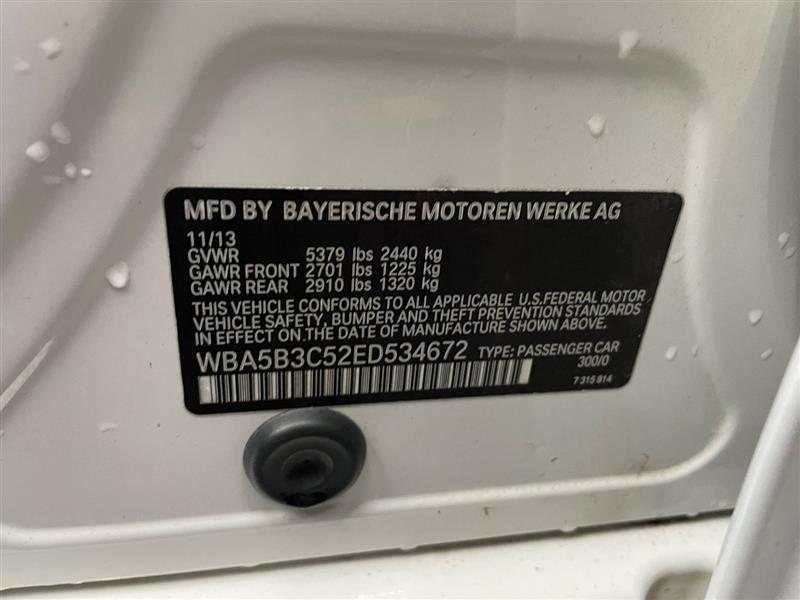 MFD BY BAYERISCHE MOTOREN WERKE AG
11/13
GVWR 5379 lbs 2440 kg
GAWR FRONT 2701 lbs 1225 kg
GAWR REAR 2910 lbs 1320 kg
THIS VEHICLE CONFORMS TO ALL APPLICABLE U.S.FEDERAL MOTOR
VEHICLE SAFETY, BUMPER AND THEFT PREVENTION STANDARDS
IN EFFECT ON THE DATE OF MANUFACTURE SHOWN ABOVE.
WBA5B3C52ED534672 TYPE: PASSENGER CAR
300/0
7 315 814